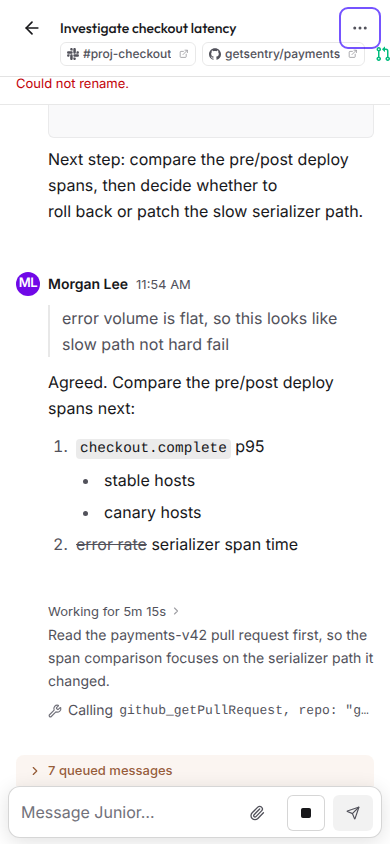 Investigate checkout latency
#proj-checkout
getsentry/payments
Could not rename.
Next step: compare the pre/post deploy
spans, then decide whether to
roll back or patch the slow serializer path.
ML
Morgan Lee 11:54 AM
error volume is flat, so this looks like
slow path not hard fail
Agreed. Compare the pre/post deploy
spans next:
1. checkout.complete p95
• stable hosts
• canary hosts
2. error rate serializer span time
Working for 5m 15s
Read the payments-v42 pull request first, so the
span comparison focuses on the serializer path it
changed.
Calling github_getPullRequest, repo: "g…
7 queued messages
Message Junior...